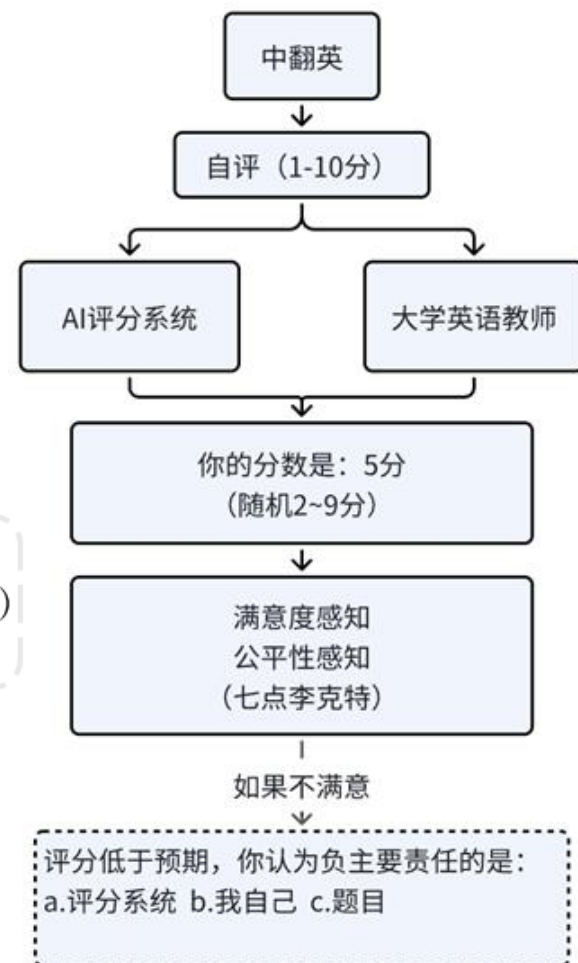 中翻英
自评（1-10分）
AI评分系统
大学英语教师
你的分数是：5分
（随机2~9分）
)
满意度感知
公平性感知
（七点李克特）
如果不满意
评分低于预期，你认为负主要责任的是：
a.评分系统 b.我自己 c.题目